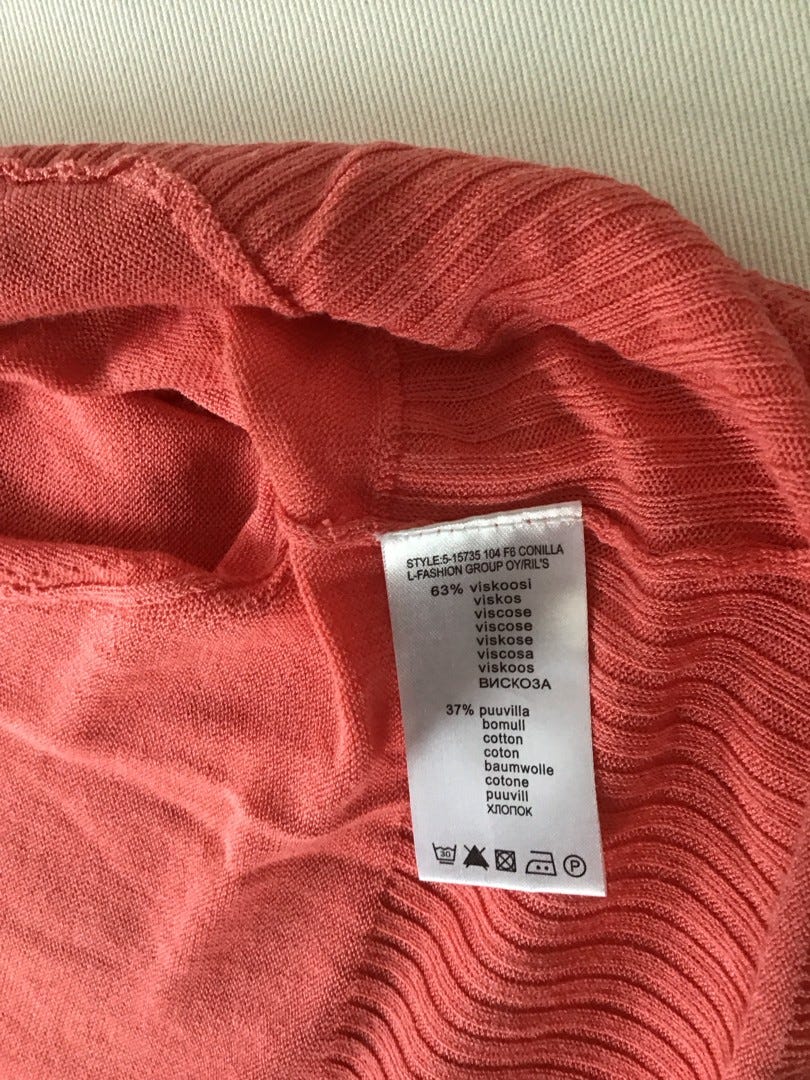 STYLE:5-15735 104 F6 CONILLA
L-FASHION GROUP OY/RIL'S
63% viskoosi
viskos
viscose
viscose
viskose
viscosa
viskoos
ВИСКОЗА
37% puuvilla
bomull
cotton
coton
baumwolle
cotone
puuvill
ХЛОПОК
30
P